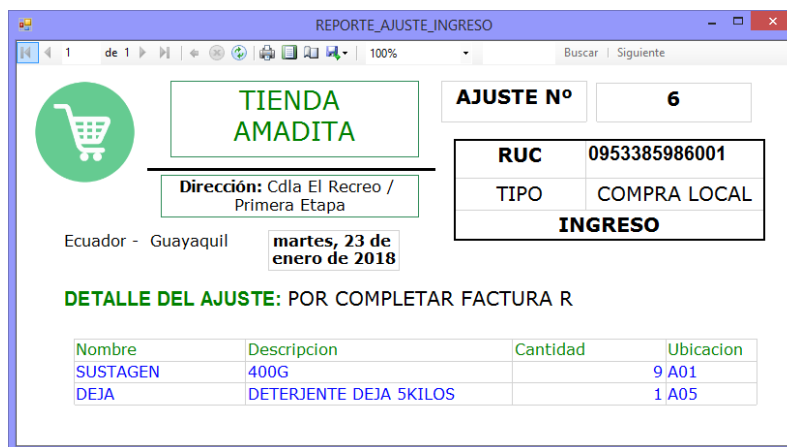 REPORTE_AJUSTE_INGRESO
1 de 1 100% Buscar | Siguiente
TIENDA
AMADITA
AJUSTE Nº 6
RUC 0953385986001
TIPO COMPRA LOCAL
INGRESO
Dirección: Cdla El Recreo /
Primera Etapa
Ecuador - Guayaquil
martes, 23 de
enero de 2018
DETALLE DEL AJUSTE: POR COMPLETAR FACTURA R
Nombre Descripcion Cantidad Ubicacion
SUSTAGEN 400G 9 A01
DEJA DETERJENTE DEJA 5KILOS 1 A05